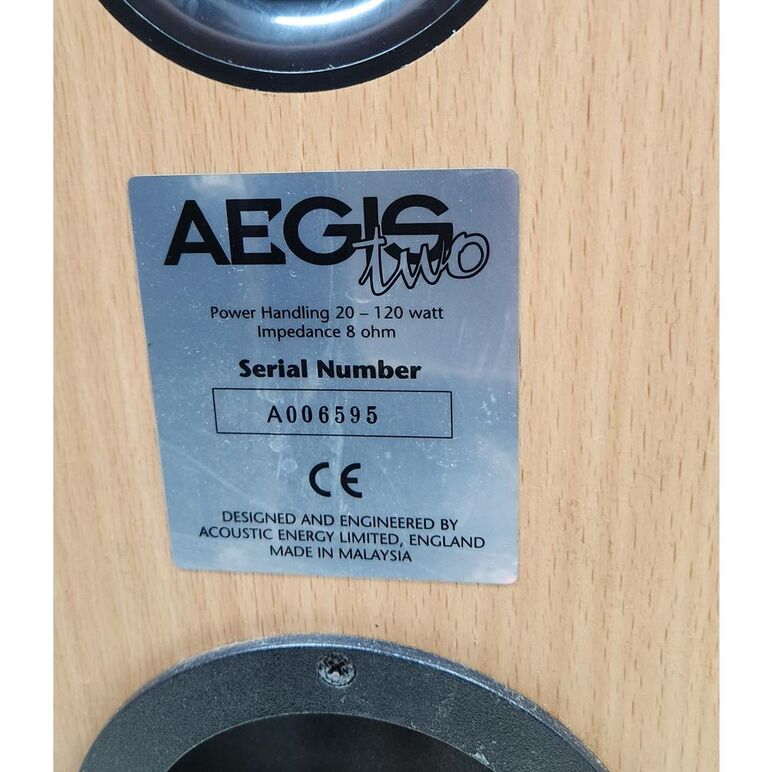 AEGIS
two
Power Handling 20 – 120 watt
Impedance 8 ohm
Serial Number
A006595
CE
DESIGNED AND ENGINEERED BY
ACOUSTIC ENERGY LIMITED, ENGLAND
MADE IN MALAYSIA